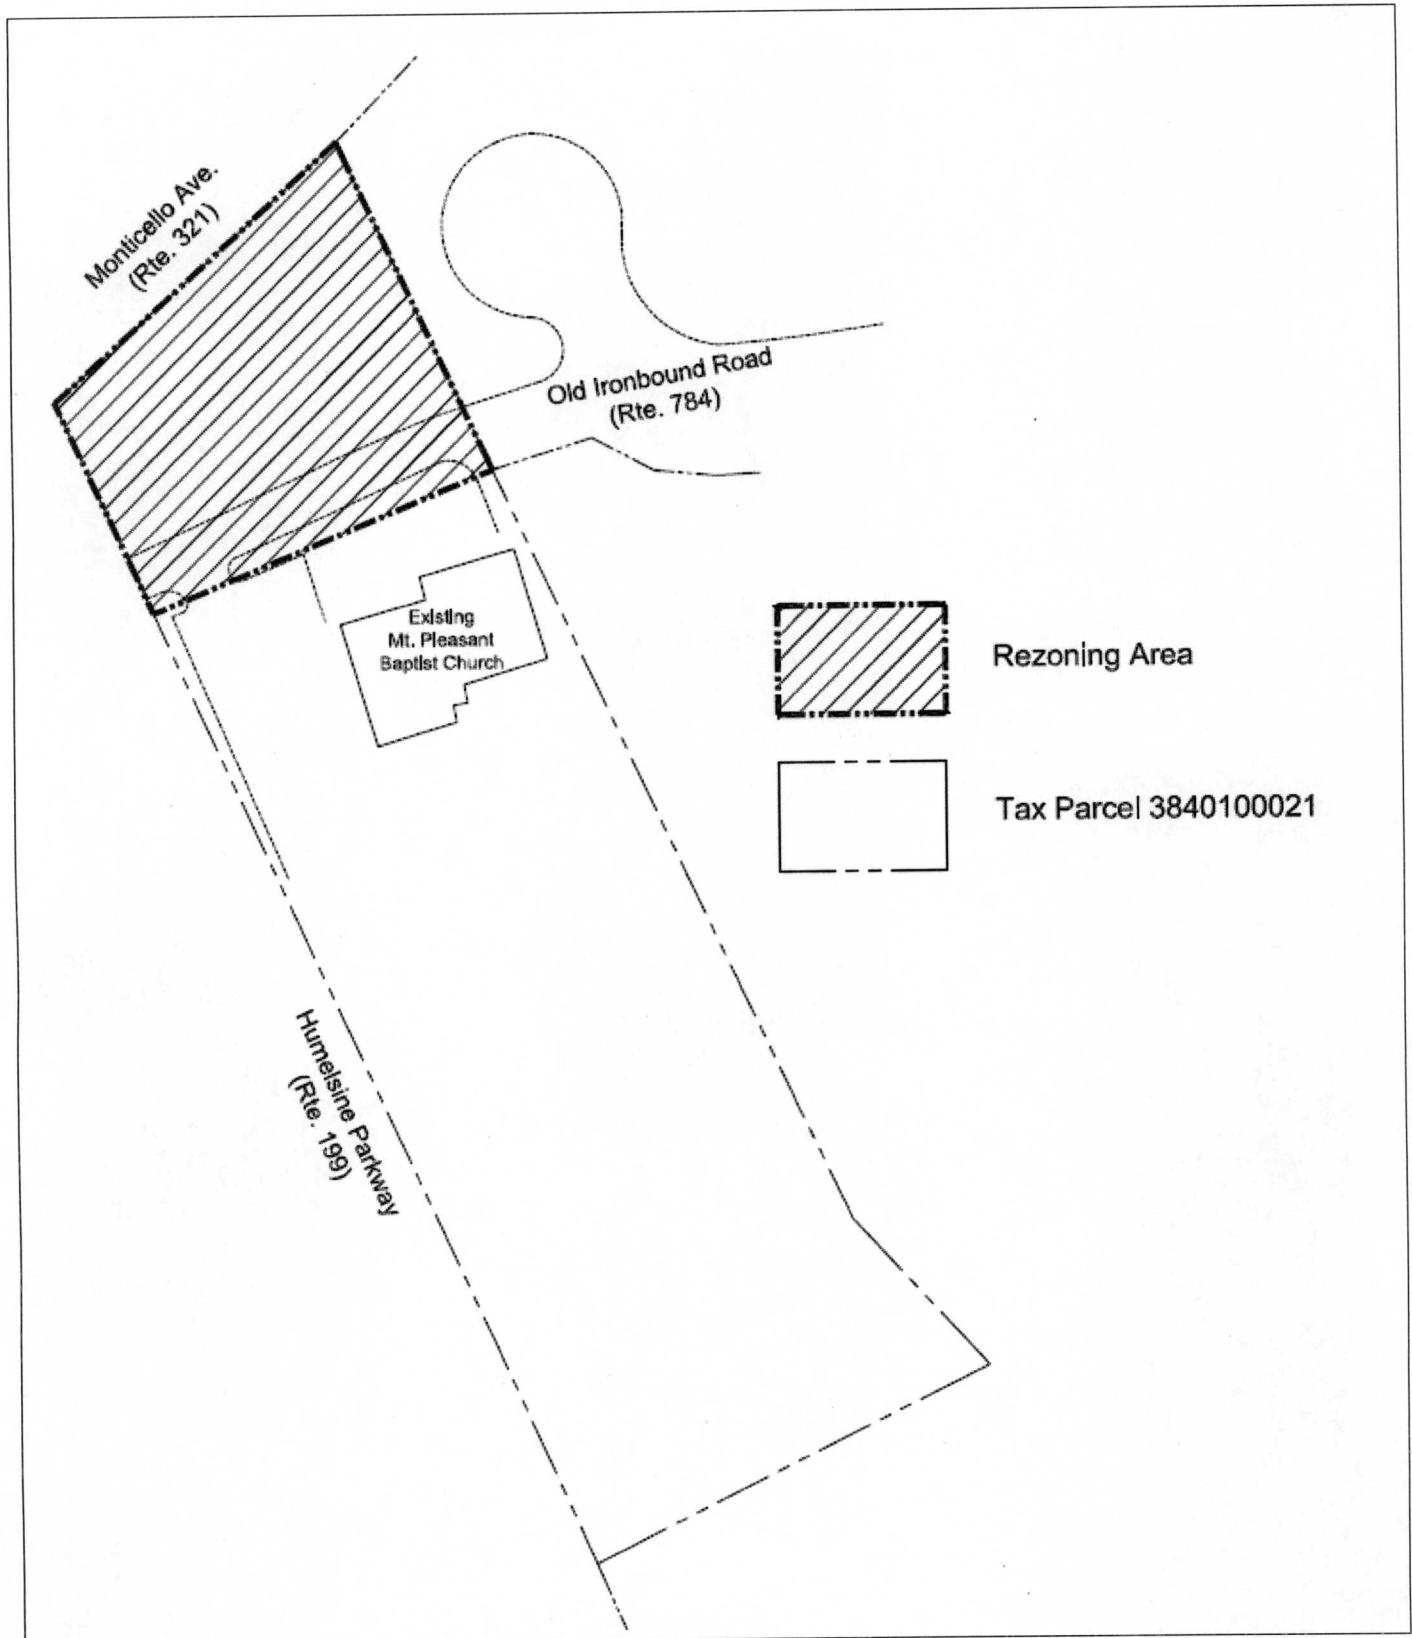 Monticello Ave.
(Rte. 321)
Old Ironbound Road
(Rte. 784)
Existing
Mt. Pleasant
Baptist Church
Rezoning Area
Tax Parcel 3840100021
Humelsine Parkway
(Rte. 199)